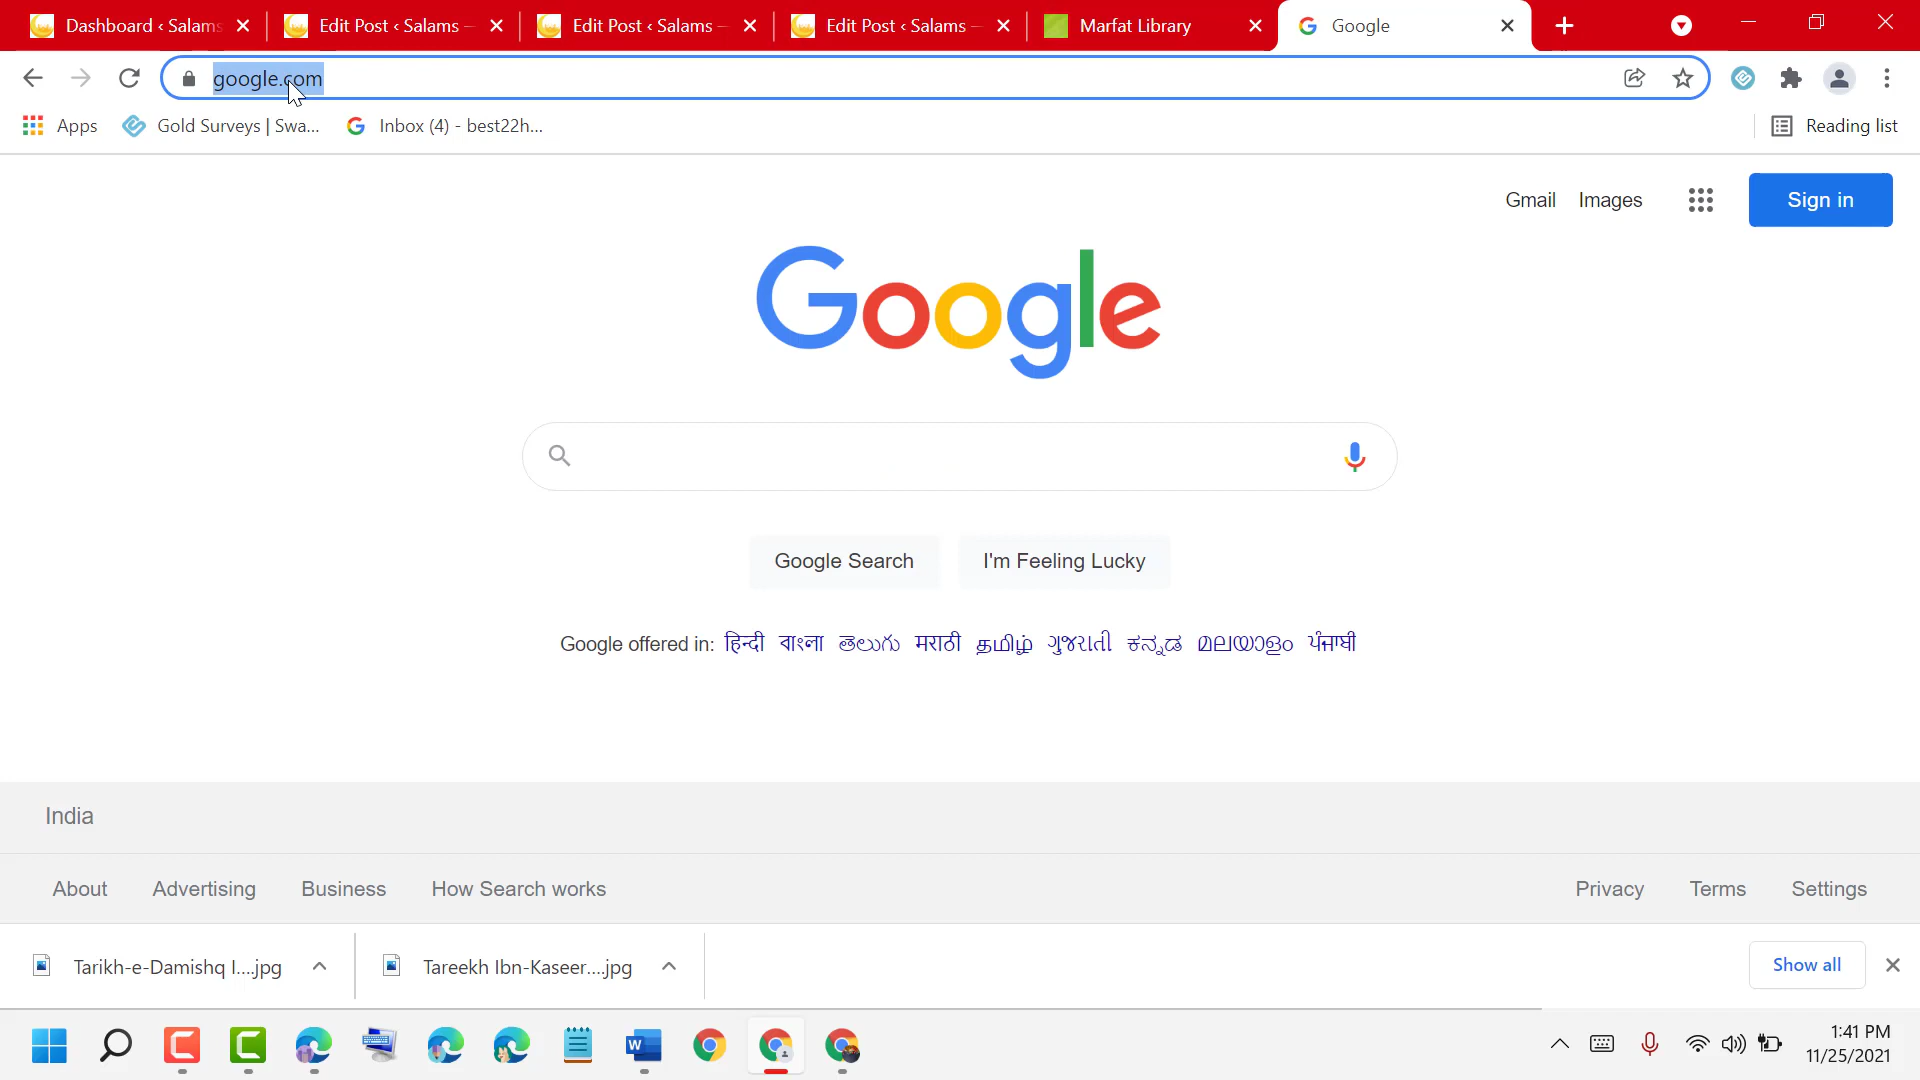 Dashboard ‹ Salams
Edit Post ‹ Salams —
Edit Post ‹ Salams —
Edit Post ‹ Salams —
Marfat Library
Google
google.com
Apps
Gold Surveys | Swa...
Inbox (4) - best22h...
Reading list
Gmail Images
Sign in
Google
Google Search
I'm Feeling Lucky
Google offered in: हिन्दी বাংলা తెలుగు मराठी தமிழ் ગુજરાતી ಕನ್ನಡ മലയാളം ਪੰਜਾਬੀ
India
About Advertising Business How Search works
Privacy Terms Settings
Tarikh-e-Damishq I....jpg
Tareekh Ibn-Kaseer....jpg
Show all
1:41 PM
11/25/2021